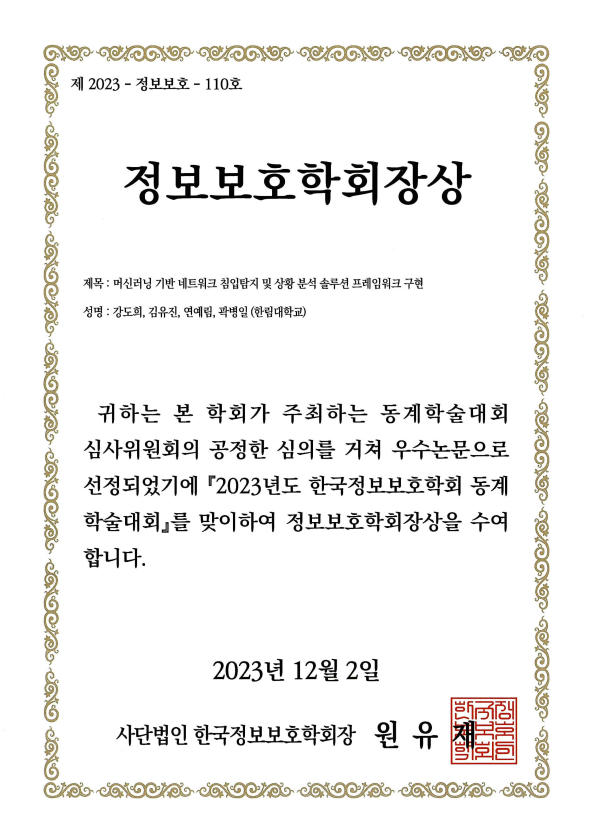 제 2023 - 정보보호 - 110호
정보보호학회장상
제목 : 머신러닝 기반 네트워크 침입탐지 및 상황 분석 솔루션 프레임워크 구현
성명 : 강도희, 김유진, 연예림, 곽병일 (한림대학교)
귀하는 본 학회가 주최하는 동계학술대회
심사위원회의 공정한 심의를 거쳐 우수논문으로
선정되었기에 『2023년도 한국정보보호학회 동계
학술대회』를 맞이하여 정보보호학회장상을 수여
합니다.
2023년 12월 2일
사단법인 한국정보보호학회장 원 유 재